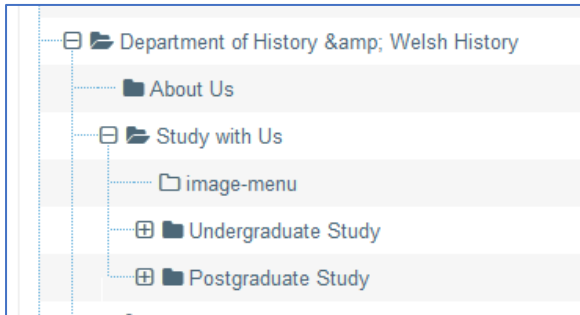 Department of History &amp; Welsh History
About Us
Study with Us
image-menu
Undergraduate Study
Postgraduate Study